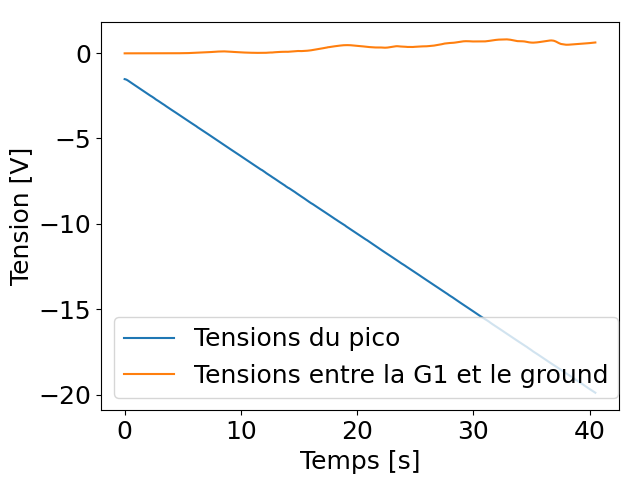 0
−5
−10
−15
−20
Tension [V]
Tensions du pico
Tensions entre la G1 et le ground
0 10 20 30 40
Temps [s]